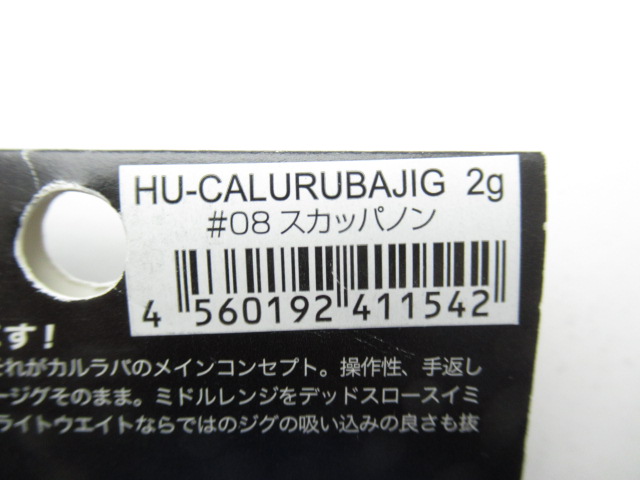 HU-CALURUBAJIG 2g
#08 スカッパノン
4 560192 411542
す!
れがカルラバのメインコンセプト。操作性、手返し
ージグそのまま。ミドルレンジをデッドスロースイミ
ライトウエイトならではのジグの吸い込みの良さも抜